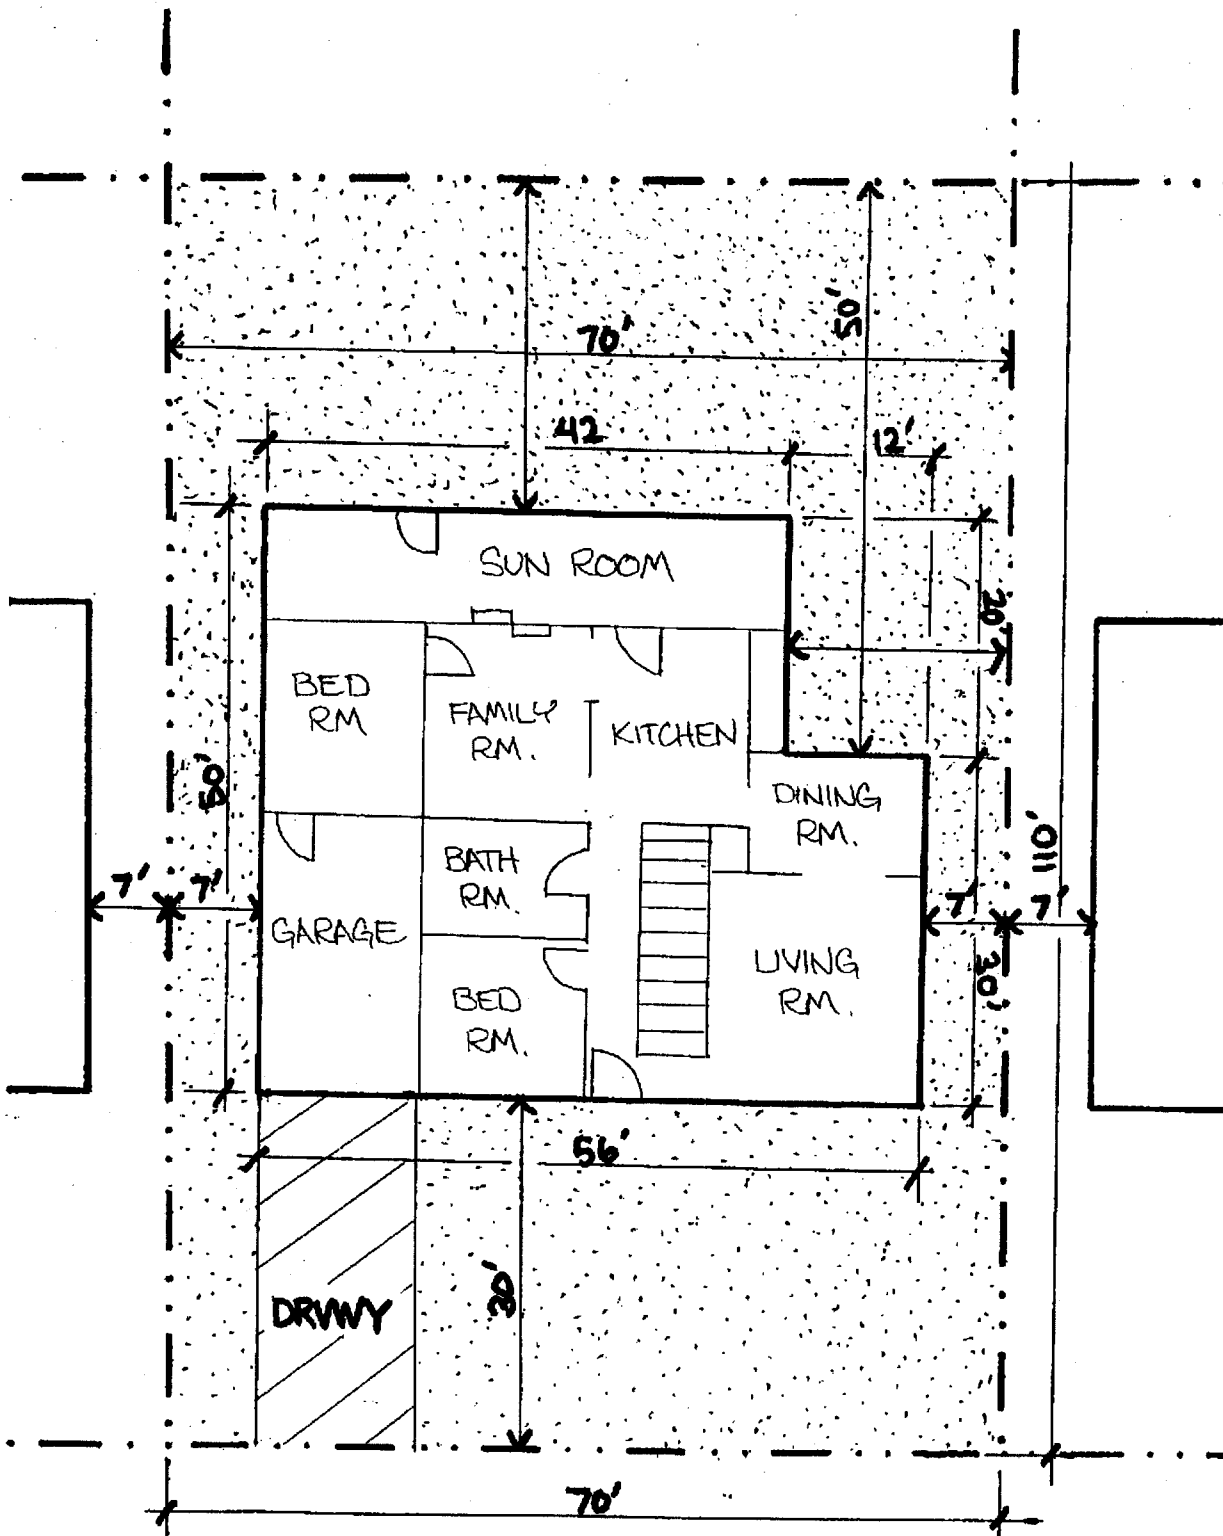 50'
70'
42
12'
SUN ROOM
20'
BED
RM
FAMILY
RM.
KITCHEN
50'
DINING
RM.
110'
BATH
RM.
7'
7'
7'
7'
GARAGE
LIVING
RM.
30'
BED
RM.
56'
30'
DRVWY
70'